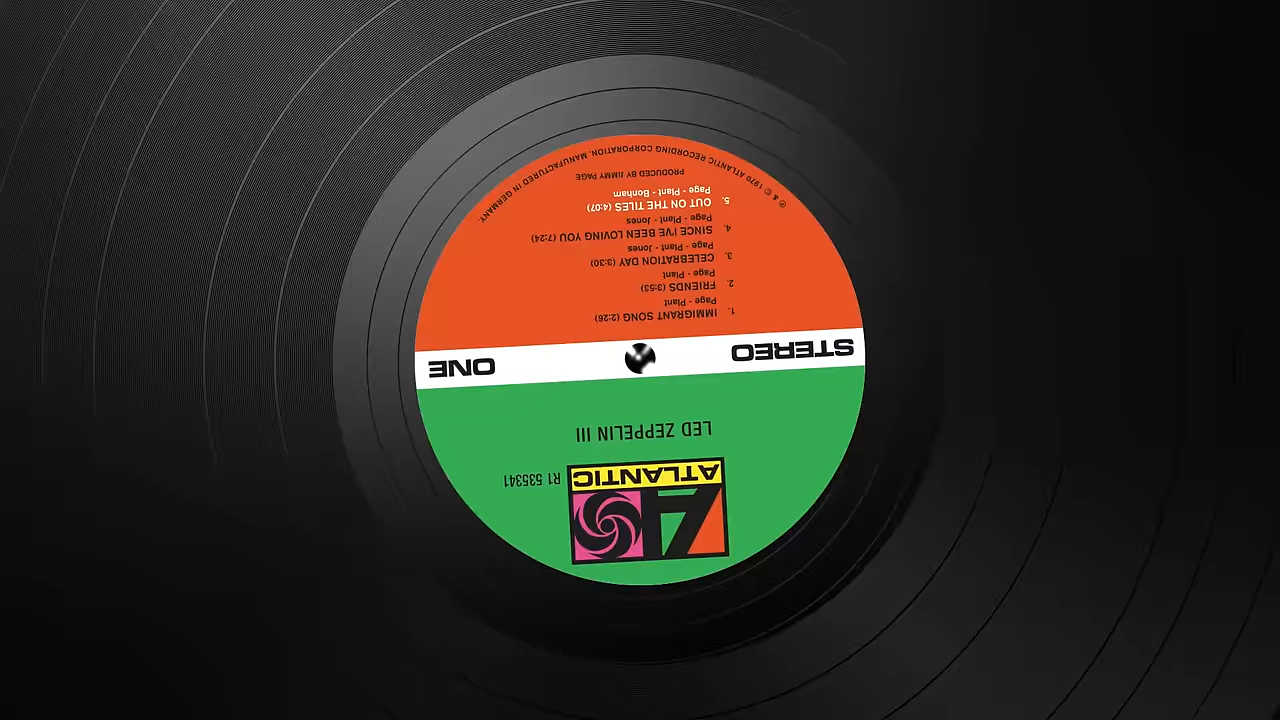 ATLANTIC
R1 535341
LED ZEPPELIN III
STEREO
ONE
1. IMMIGRANT SONG (2:26)
Page - Plant
2. FRIENDS (3:53)
Page - Plant
3. CELEBRATION DAY (3:30)
Page - Plant - Jones
4. SINCE I'VE BEEN LOVING YOU (7:24)
Page - Plant - Jones
5. OUT ON THE TILES (4:07)
Page - Plant - Bonham
PRODUCED BY JIMMY PAGE
℗ & © 1970 ATLANTIC RECORDING CORPORATION. MANUFACTURED IN GERMANY.